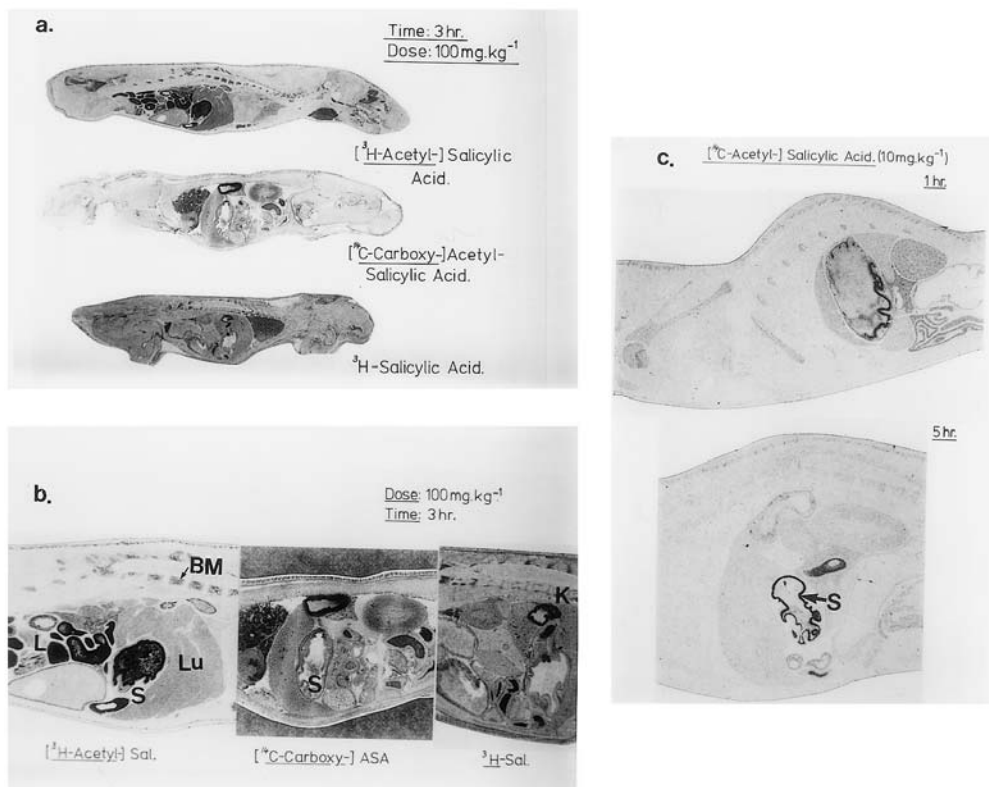 a.
Time: 3 hr.
Dose: 100 mg.kg⁻¹
[³H-Acetyl-] Salicylic
Acid.
[¹⁴C-Carboxy-] Acetyl-
Salicylic Acid.
³H-Salicylic Acid.
b.
Dose: 100 mg.kg⁻¹
Time: 3 hr.
BM
L
Lu
S
S
K
[³H-Acetyl-] Sal.
[¹⁴C-Carboxy-] ASA
³H-Sal.
c.
[¹⁴C-Acetyl-] Salicylic Acid. (10 mg.kg⁻¹)
1 hr.
5 hr.
S